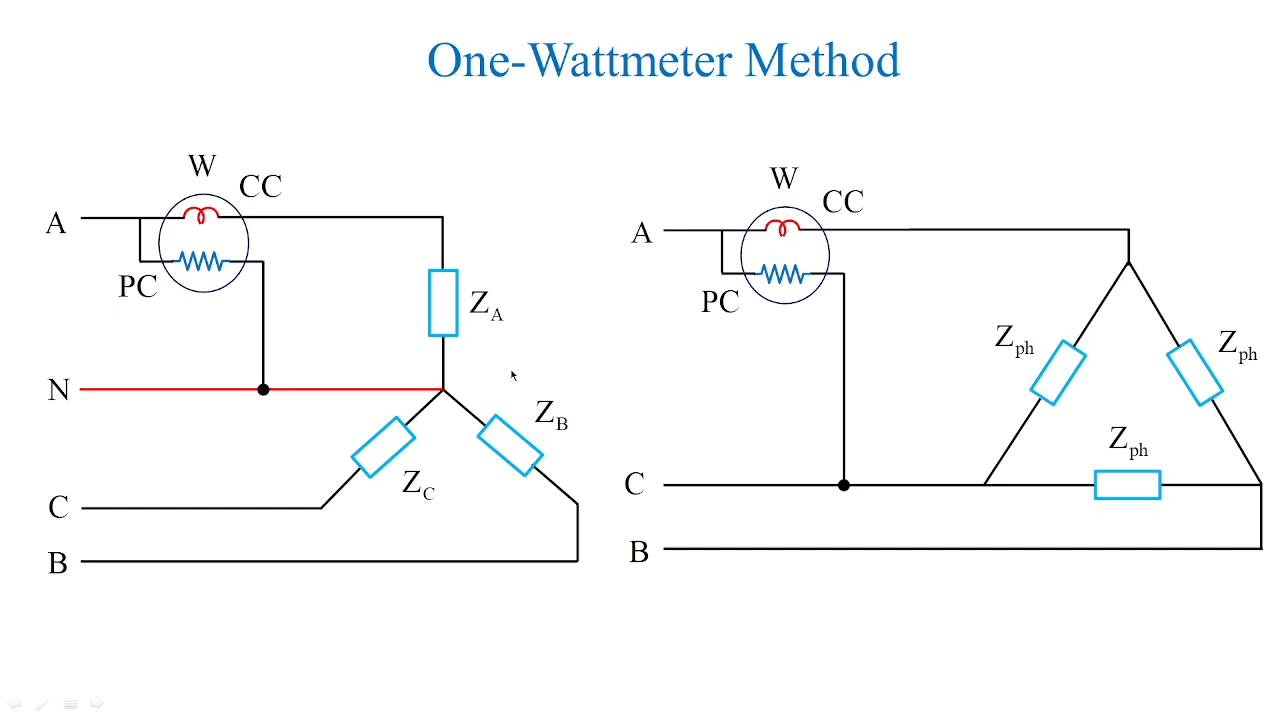 One-Wattmeter Method
W
CC
A
PC
Z_A
N
Z_B
Z_C
C
B
W
CC
A
PC
Z_ph
Z_ph
Z_ph
C
B